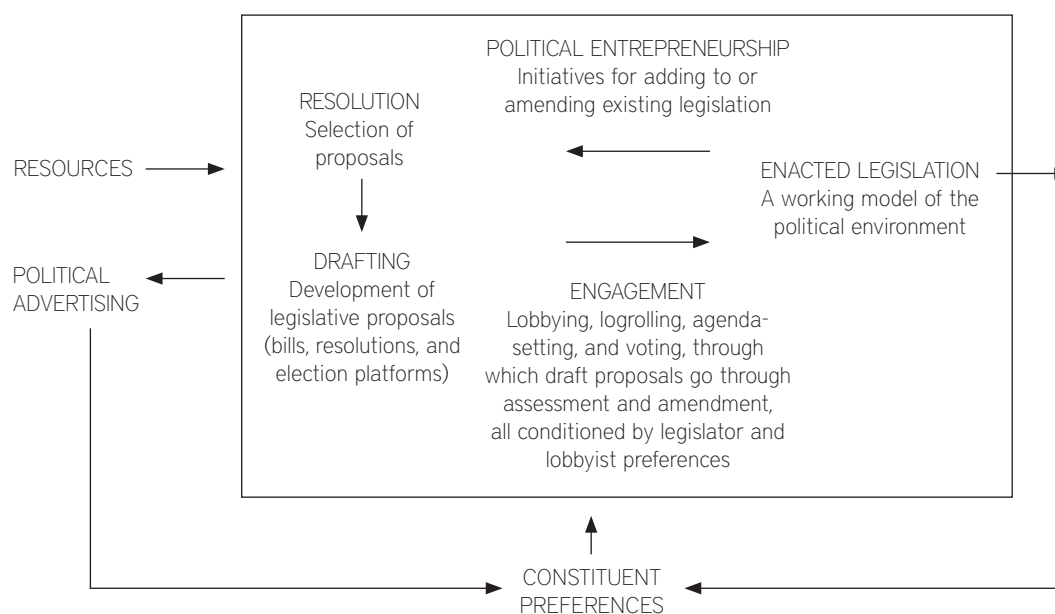 POLITICAL ENTREPRENEURSHIP
Initiatives for adding to or
amending existing legislation
RESOLUTION
Selection of
proposals
RESOURCES
ENACTED LEGISLATION
A working model of the
political environment
DRAFTING
Development of
legislative proposals
(bills, resolutions, and
election platforms)
POLITICAL
ADVERTISING
ENGAGEMENT
Lobbying, logrolling, agenda-
setting, and voting, through
which draft proposals go through
assessment and amendment,
all conditioned by legislator and
lobbyist preferences
CONSTITUENT
PREFERENCES